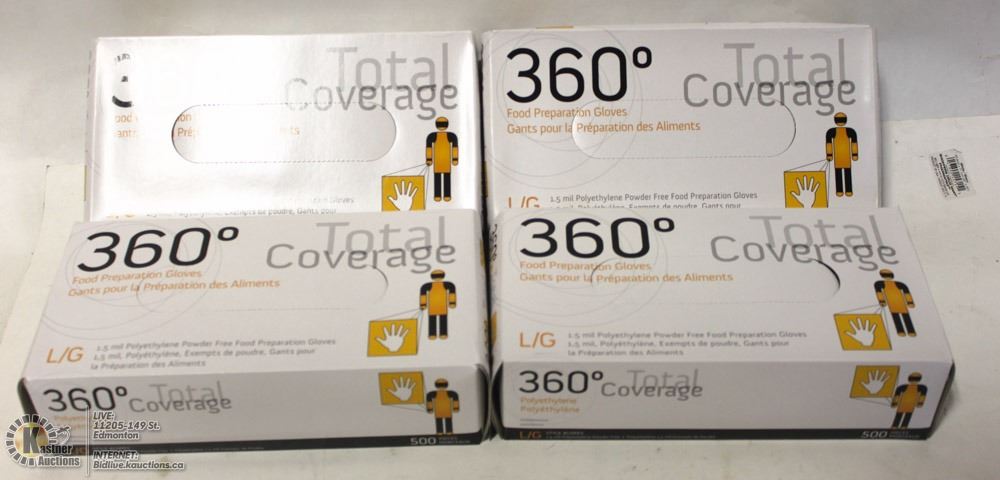 Total
Coverage
360°
Total
Coverage
Food Preparation Gloves
Gants pour la Préparation des Aliments
L/G
L/G
1.5 mil Polyethylene Powder Free Food Preparation Gloves
360°
Total
Coverage
Food Preparation Gloves
Gants pour la Préparation des Aliments
L/G
1.5 mil Polyethylene Powder Free Food Preparation Gloves
1.5 mil, Polyéthylène, Exempts de poudre, Gants pour
la Préparation des Aliments
360°
Total
Coverage
500
360°
Total
Coverage
Food Preparation Gloves
Gants pour la Préparation des Aliments
L/G
1.5 mil Polyethylene Powder Free Food Preparation Gloves
1.5 mil, Polyéthylène, Exempts de poudre, Gants pour
la Préparation des Aliments
360°
Total
Coverage
Polyethylene
Polyéthylène
L/G
500
Kastner
Auctions
LIVE:
11205-149 St.
Edmonton
INTERNET:
Bidlive.kauctions.ca